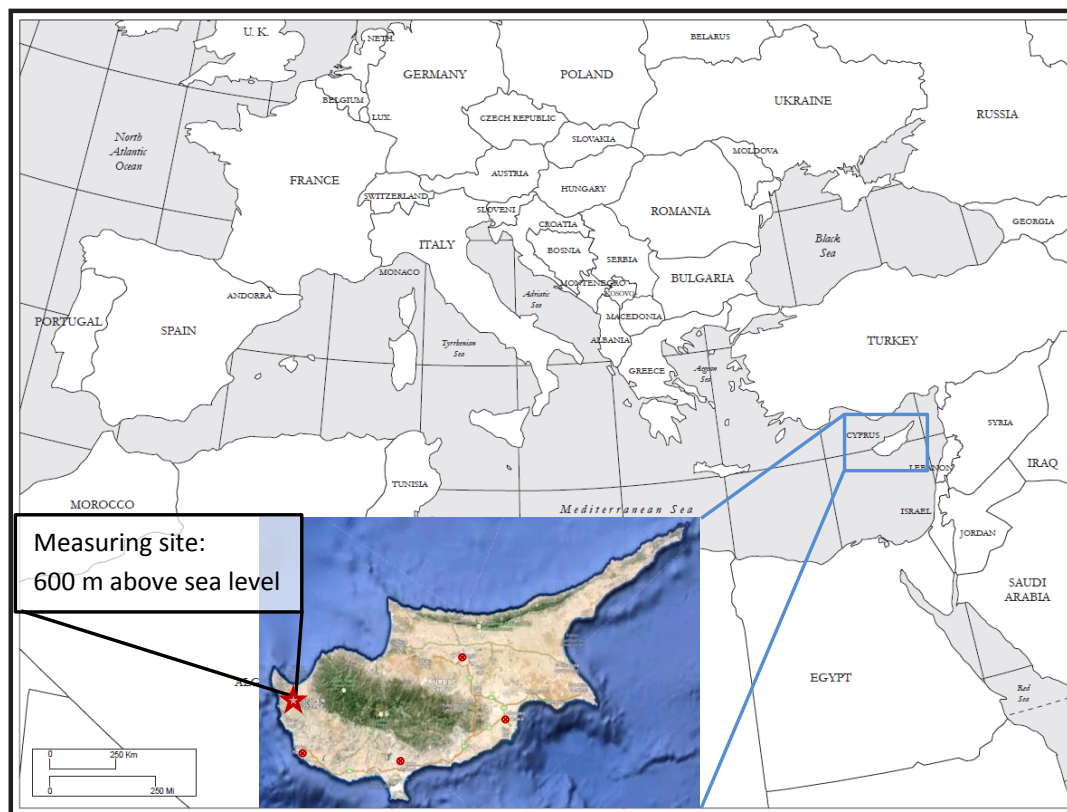 U. K.
NETH.
BELARUS
GERMANY
POLAND
UKRAINE
RUSSIA
BELGIUM
LUX.
CZECH REPUBLIC
SLOVAKIA
North
Atlantic
Ocean
MOLDOVA
FRANCE
AUSTRIA
HUNGARY
SWITZERLAND
SLOVENI
ROMANIA
CROATIA
ITALY
BOSNIA
SERBIA
GEORGIA
Black
Sea
MONACO
BULGARIA
MONTENEGRO
KOSOVO
ANDORRA
Adriatic
Sea
MACEDONIA
PORTUGAL
SPAIN
ALBANIA
Tyrrhenian
Sea
TURKEY
GREECE
Aegean
Sea
SYRIA
CYPRUS
LEBANON
IRAQ
TUNISIA
MOROCCO
Mediterranean Sea
ISRAEL
JORDAN
Measuring site:
600 m above sea level
SAUDI
ARABIA
EGYPT
ALG
Red
Sea
0 250 Km
0 250 Mi